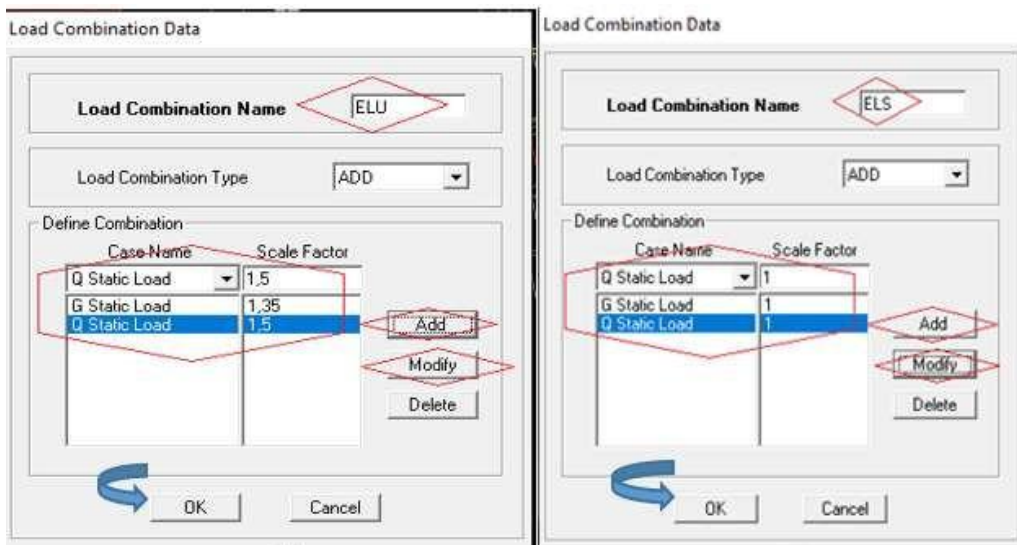 Load Combination Data
Load Combination Name ELU
Load Combination Type ADD
Define Combination
Case Name Scale Factor
Q Static Load 1,5
G Static Load 1,35
Q Static Load 1,5
Add
Modify
Delete
OK Cancel
Load Combination Data
Load Combination Name ELS
Load Combination Type ADD
Define Combination
Case Name Scale Factor
Q Static Load 1
G Static Load 1
Q Static Load 1
Add
Modify
Delete
OK Cancel